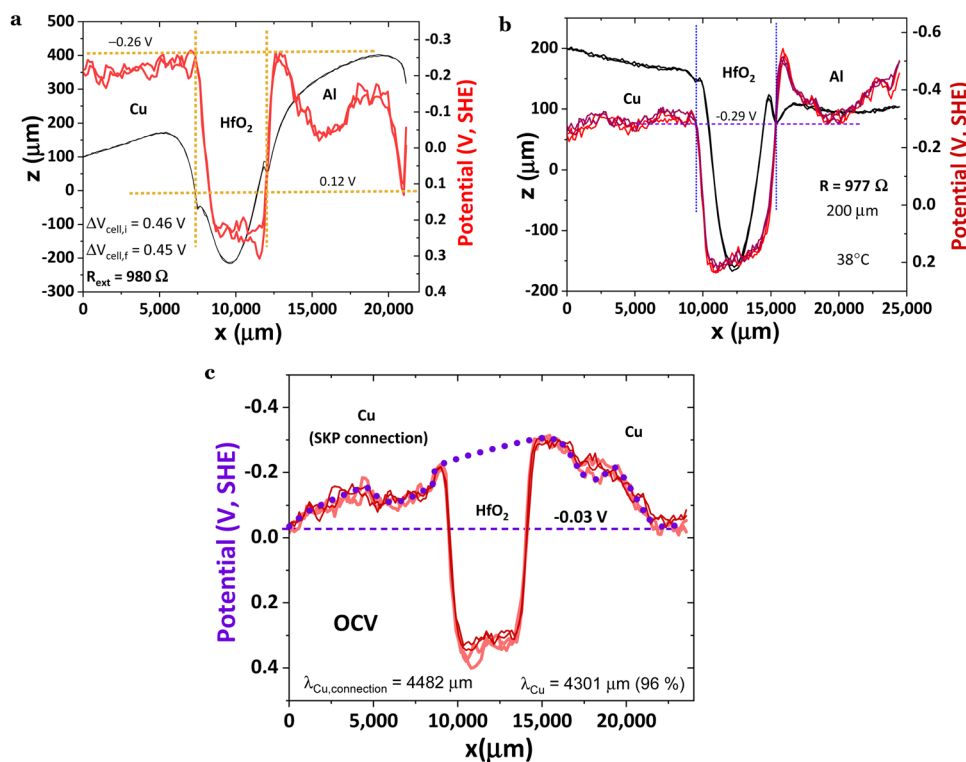 a
−0.26 V
Cu
HfO2
Al
0.12 V
ΔVcell,i = 0.46 V
ΔVcell,f = 0.45 V
Rext = 980 Ω
z (μm)
500
400
300
200
100
0
-100
-200
-300
0
5,000
10,000
15,000
20,000
x (μm)
-0.3
-0.2
-0.1
0.0
0.1
0.2
0.3
0.4
Potential (V, SHE)
b
HfO2
Al
Cu
-0.29 V
R = 977 Ω
200 μm
38°C
z (μm)
200
100
0
-100
-200
0
5,000
10,000
15,000
20,000
25,000
x (μm)
-0.6
-0.4
-0.2
0.0
0.2
Potential (V, SHE)
c
Cu
(SKP connection)
Cu
HfO2
-0.03 V
OCV
λCu,connection = 4482 μm
λCu = 4301 μm (96 %)
Potential (V, SHE)
-0.4
-0.2
0.0
0.2
0.4
0
5,000
10,000
15,000
20,000
x(μm)